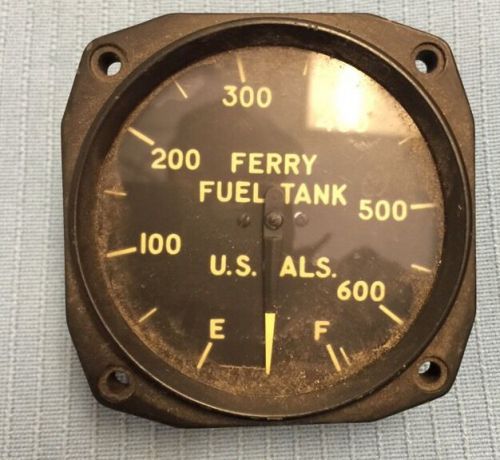 300
200 FERRY
FUEL TANK 500
100
U.S. ALS.
600
E F